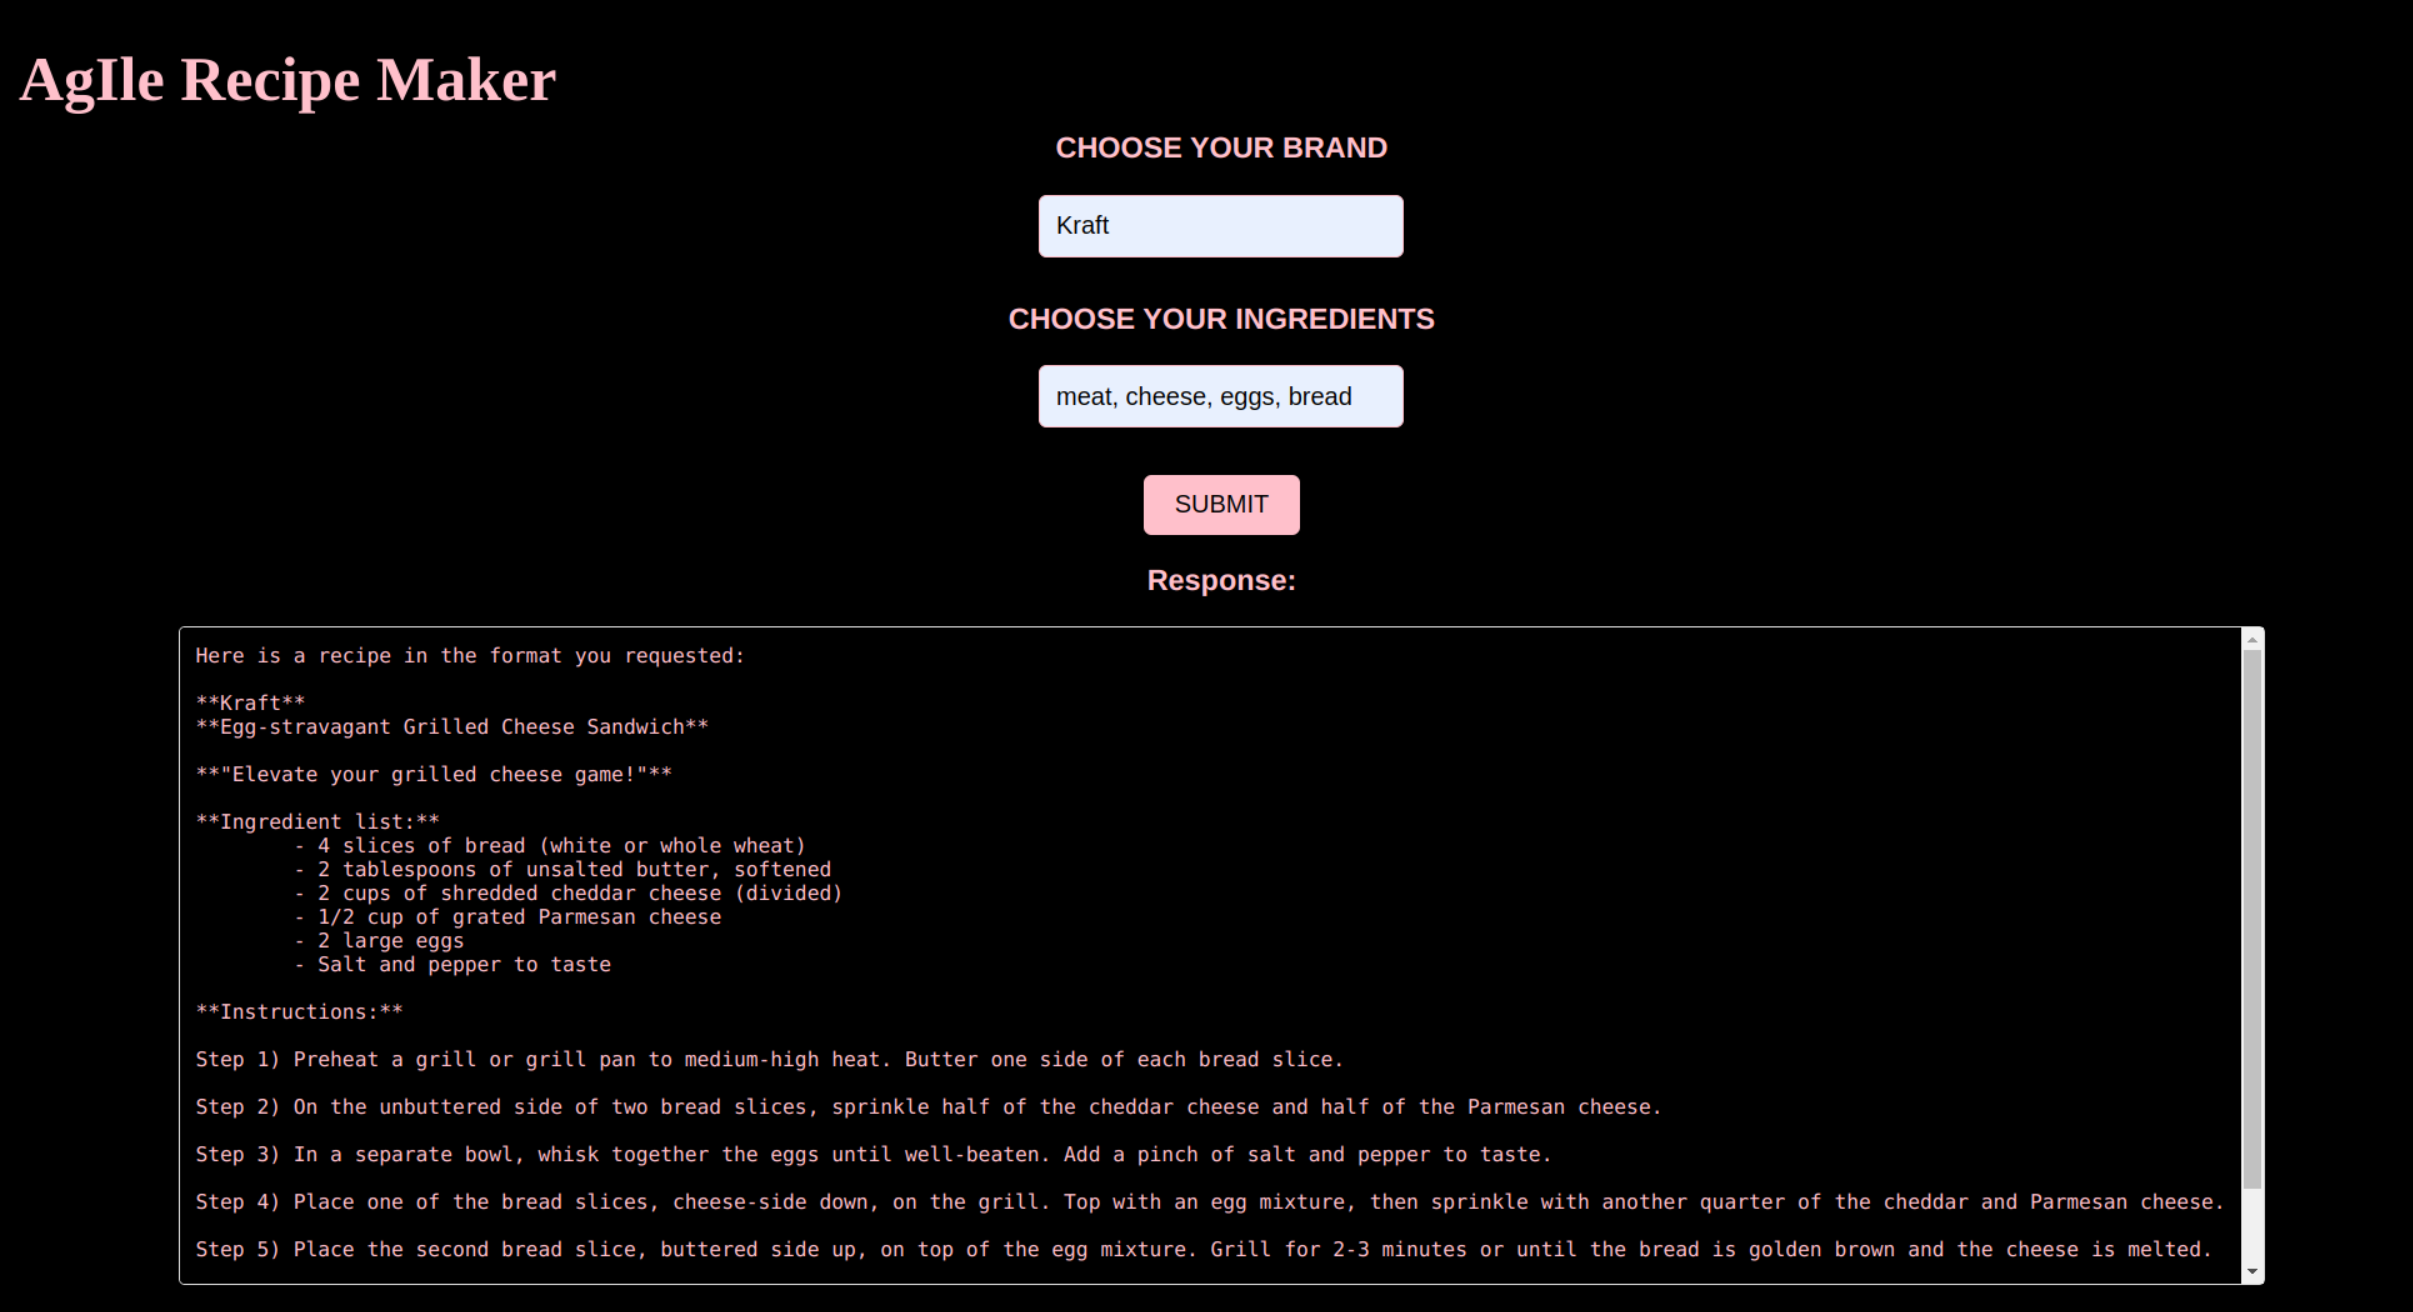 AgIle Recipe Maker
CHOOSE YOUR BRAND
Kraft
CHOOSE YOUR INGREDIENTS
meat, cheese, eggs, bread
SUBMIT
Response:
Here is a recipe in the format you requested:
**Kraft**
**Egg-stravagant Grilled Cheese Sandwich**
**"Elevate your grilled cheese game!"**
**Ingredient list:**
- 4 slices of bread (white or whole wheat)
- 2 tablespoons of unsalted butter, softened
- 2 cups of shredded cheddar cheese (divided)
- 1/2 cup of grated Parmesan cheese
- 2 large eggs
- Salt and pepper to taste
**Instructions:**
Step 1) Preheat a grill or grill pan to medium-high heat. Butter one side of each bread slice.
Step 2) On the unbuttered side of two bread slices, sprinkle half of the cheddar cheese and half of the Parmesan cheese.
Step 3) In a separate bowl, whisk together the eggs until well-beaten. Add a pinch of salt and pepper to taste.
Step 4) Place one of the bread slices, cheese-side down, on the grill. Top with an egg mixture, then sprinkle with another quarter of the cheddar and Parmesan cheese.
Step 5) Place the second bread slice, buttered side up, on top of the egg mixture. Grill for 2-3 minutes or until the bread is golden brown and the cheese is melted.